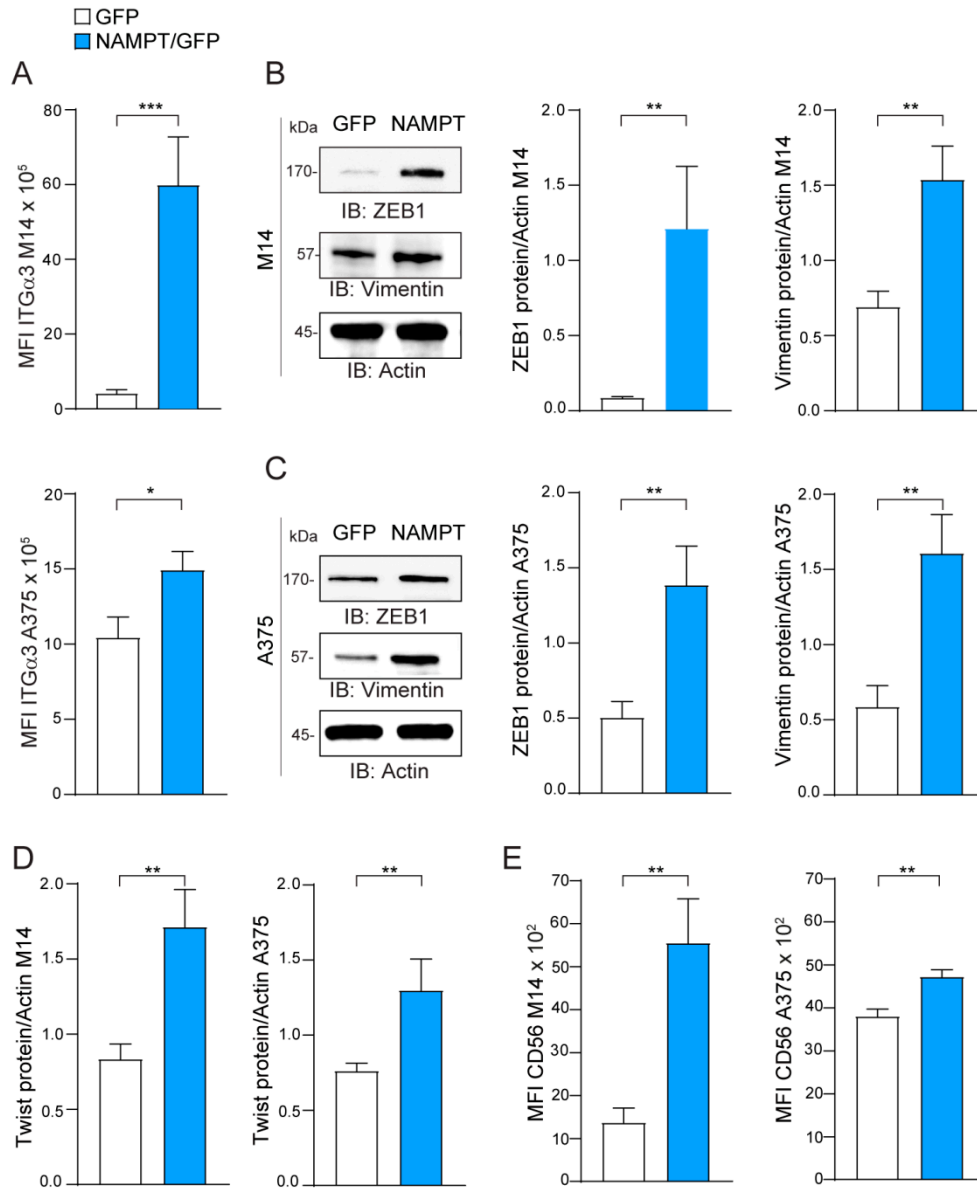 GFP
NAMPT/GFP
A
MFI ITGα3 M14 x 10⁵
80
60
40
20
0
***
B
M14
kDa
GFP NAMPT
170-
IB: ZEB1
57-
IB: Vimentin
45-
IB: Actin
ZEB1 protein/Actin M14
2.0
1.5
1.0
0.5
0.0
**
Vimentin protein/Actin M14
2.0
1.5
1.0
0.5
0.0
**
MFI ITGα3 A375 x 10⁵
20
15
10
5
0
*
C
A375
kDa
GFP NAMPT
170-
IB: ZEB1
57-
IB: Vimentin
45-
IB: Actin
ZEB1 protein/Actin A375
2.0
1.5
1.0
0.5
0.0
**
Vimentin protein/Actin A375
2.0
1.5
1.0
0.5
0.0
**
D
Twist protein/Actin M14
2.0
1.5
1.0
0.5
0.0
**
Twist protein/Actin A375
2.0
1.5
1.0
0.5
0.0
**
E
MFI CD56 M14 x 10²
70
60
50
40
30
20
10
0
**
MFI CD56 A375 x 10²
70
70
60
50
40
30
20
10
0
**